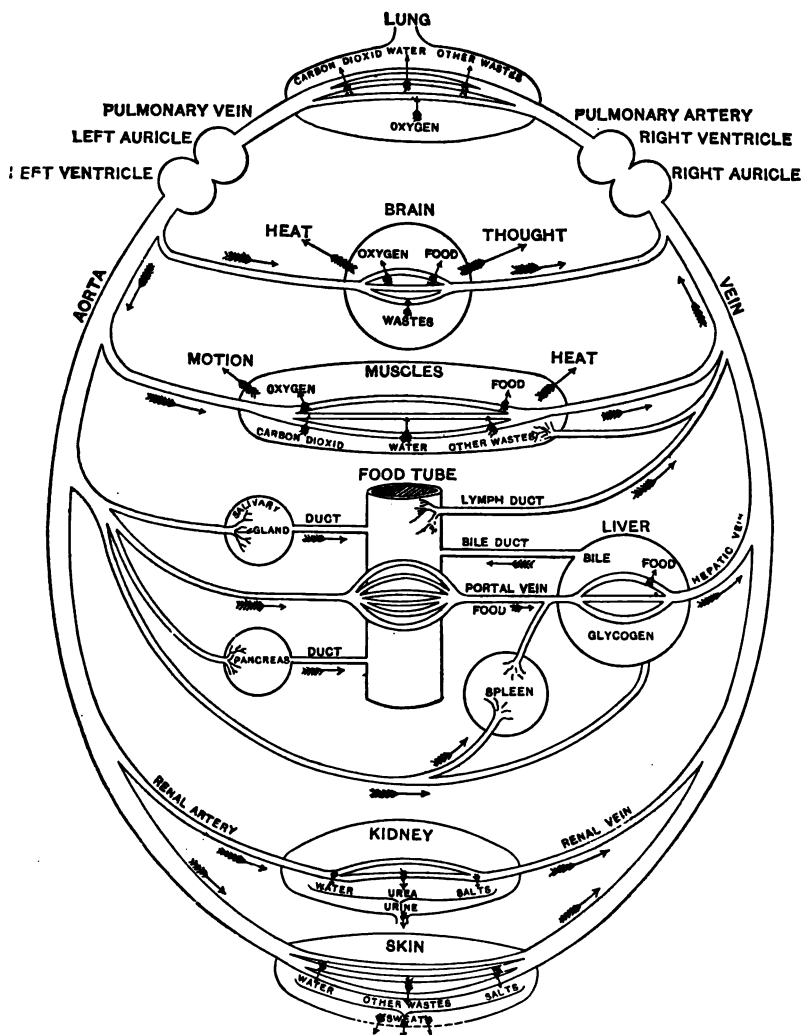 LUNG
CARBON DIOXID WATER OTHER WASTES
OXYGEN
PULMONARY VEIN
LEFT AURICLE
LEFT VENTRICLE
PULMONARY ARTERY
RIGHT VENTRICLE
RIGHT AURICLE
BRAIN
HEAT
THOUGHT
OXYGEN
FOOD
WASTES
AORTA
VEIN
MOTION
MUSCLES
HEAT
OXYGEN
FOOD
CARBON DIOXID
WATER
OTHER WASTES
FOOD TUBE
LYMPH DUCT
SALIVARY
GLAND
DUCT
BILE DUCT
LIVER
BILE
FOOD
HEPATIC VEIN
PORTAL VEIN
FOOD
GLYCOGEN
PANCREAS
DUCT
SPLEEN
RENAL ARTERY
RENAL VEIN
KIDNEY
WATER
UREA
SALTS
URINE
SKIN
WATER
OTHER WASTES
SALTS
SWEAT